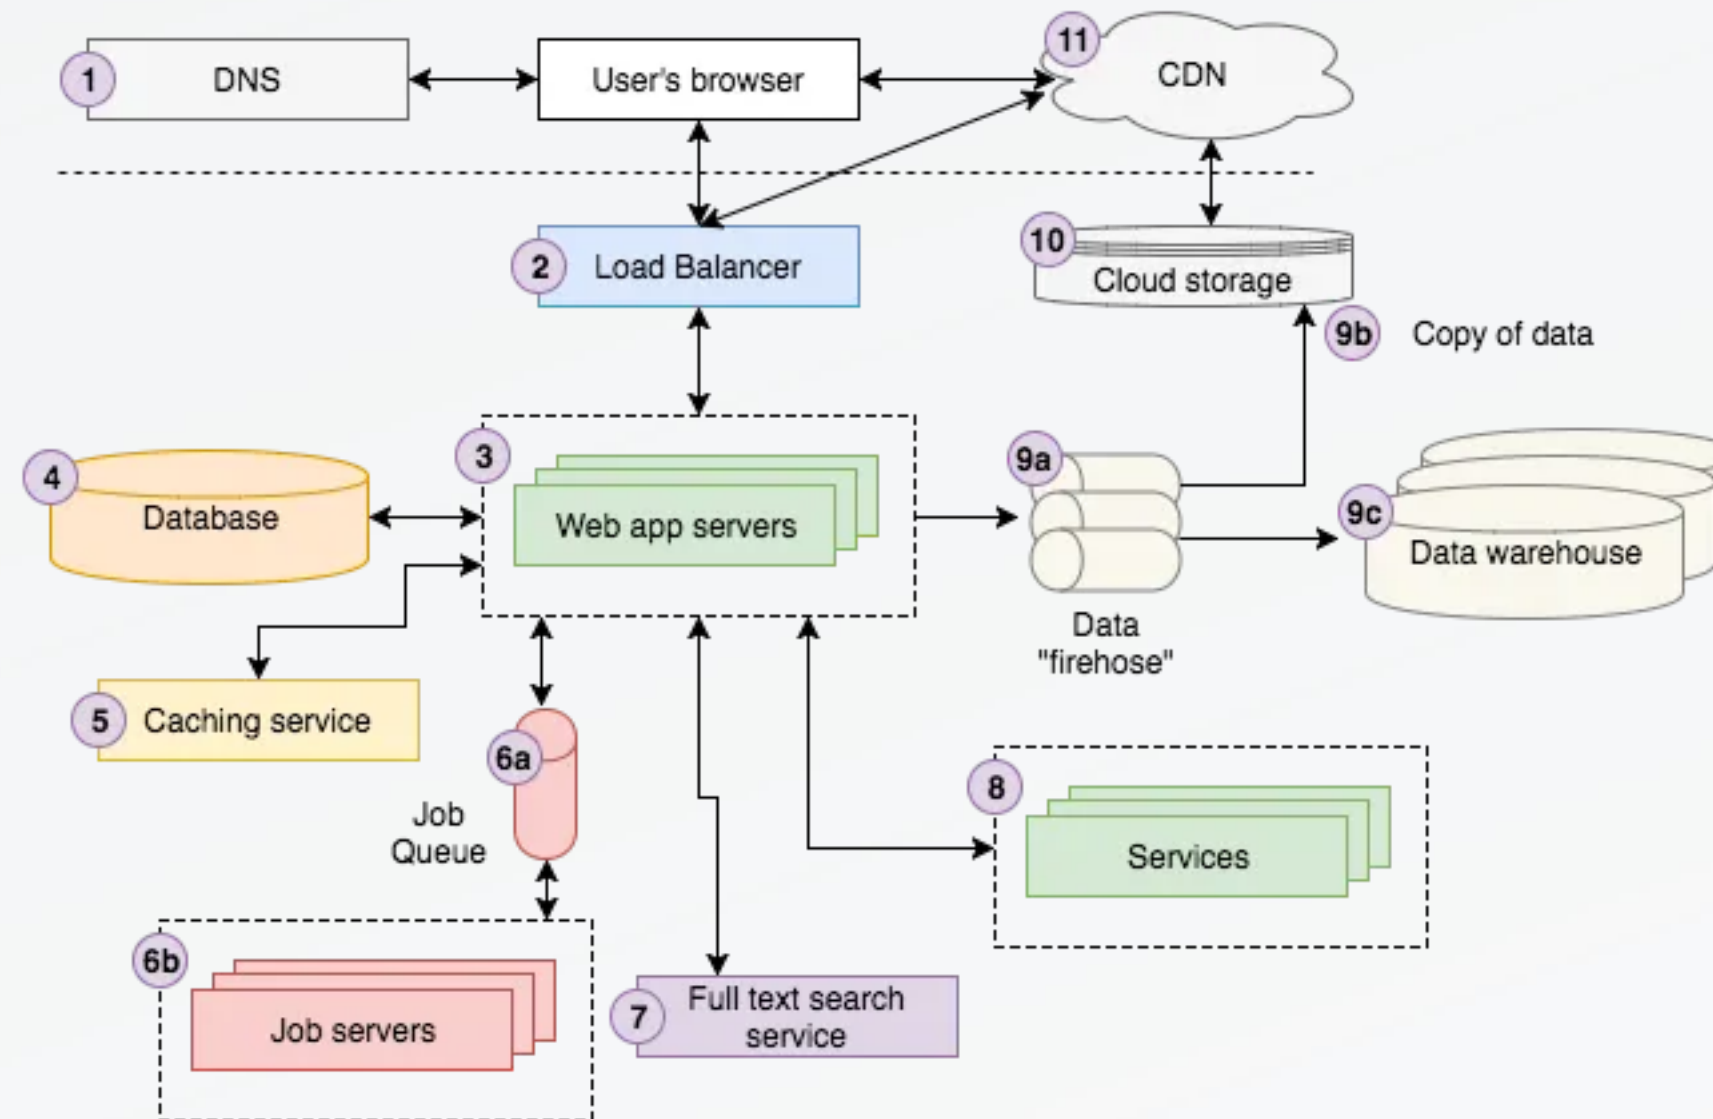 1
DNS
User's browser
11
CDN
2
Load Balancer
10
Cloud storage
9b
Copy of data
4
Database
3
Web app servers
9a
Data
"firehose"
9c
Data warehouse
5
Caching service
6a
Job
Queue
8
Services
6b
Job servers
7
Full text search
service